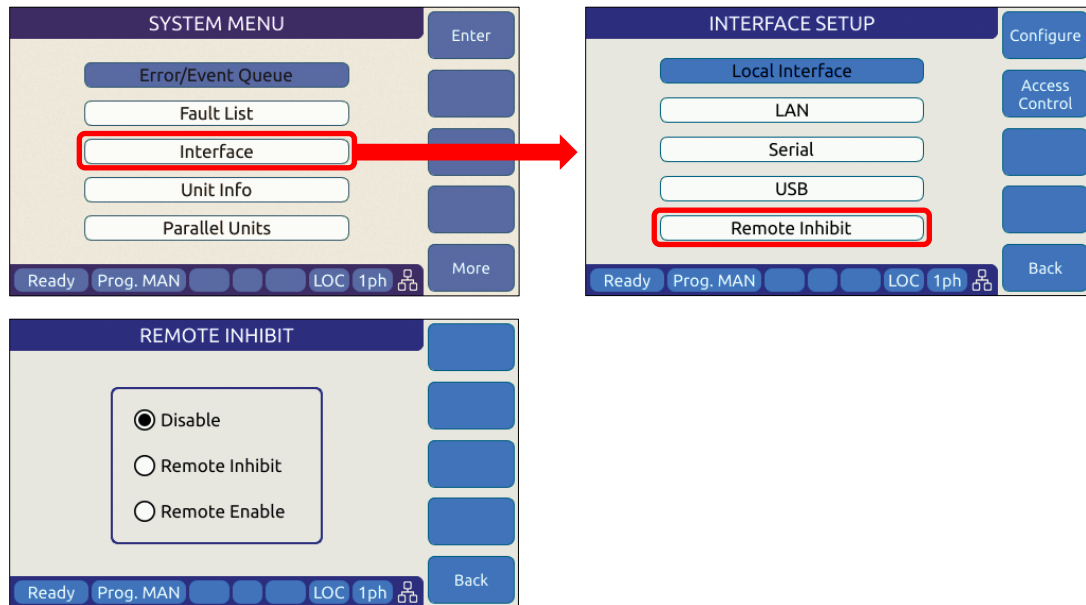 SYSTEM MENU
Enter
Error/Event Queue
Fault List
Interface
Unit Info
Parallel Units
More
Ready Prog. MAN LOC 1ph
INTERFACE SETUP
Configure
Local Interface
Access
Control
LAN
Serial
USB
Remote Inhibit
Back
Ready Prog. MAN LOC 1ph
REMOTE INHIBIT
Disable
Remote Inhibit
Remote Enable
Back
Ready Prog. MAN LOC 1ph